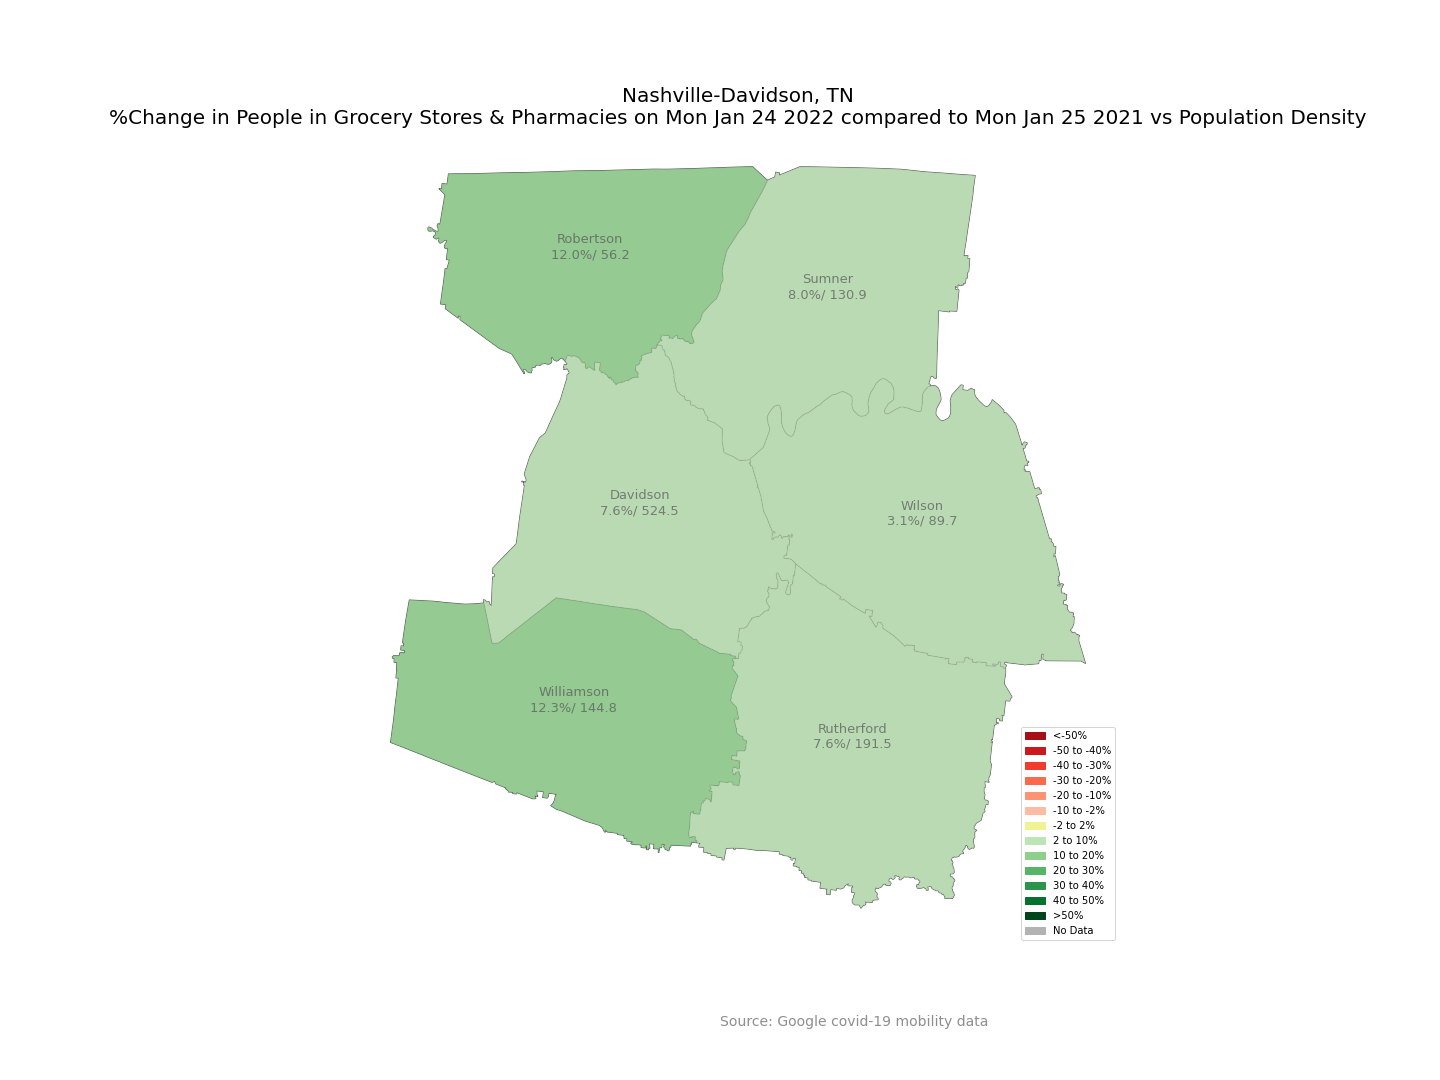 Nashville-Davidson, TN
%Change in People in Grocery Stores & Pharmacies on Mon Jan 24 2022 compared to Mon Jan 25 2021 vs Population Density
Robertson
12.0%/ 56.2
Sumner
8.0%/ 130.9
Davidson
7.6%/ 524.5
Wilson
3.1%/ 89.7
Williamson
12.3%/ 144.8
Rutherford
7.6%/ 191.5
<-50%
-50 to -40%
-40 to -30%
-30 to -20%
-20 to -10%
-10 to -2%
-2 to 2%
2 to 10%
10 to 20%
20 to 30%
30 to 40%
40 to 50%
>50%
No Data
Source: Google covid-19 mobility data